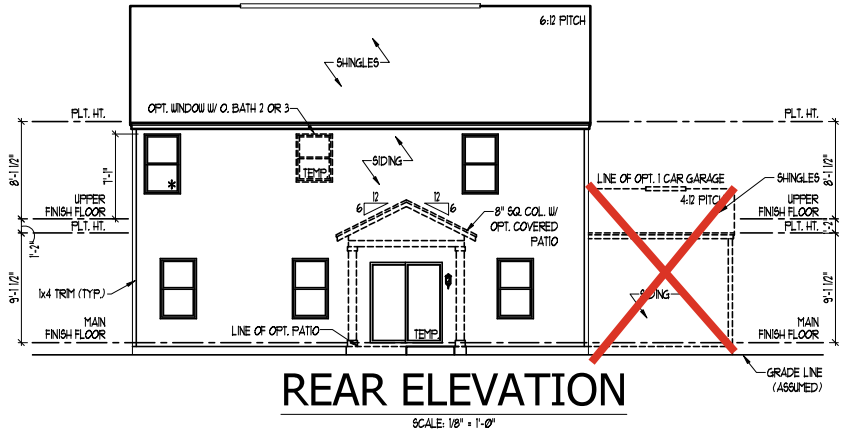 6:12 PITCH
SHINGLES
OPT. WINDOW W/ O. BATH 2 OR 3
PLT. HT.
PLT. HT.
8'-1 1/2"
7'-1"
TEMP.
SIDING
LINE OF OPT. 1 CAR GARAGE
SHINGLES
8'-1 1/2"
UPPER
FINISH FLOOR
12
6
12
6
8" SQ. COL. W/
OPT. COVERED
PATIO
4:12 PITCH
UPPER
FINISH FLOOR
PLT. HT.
1'-2"
PLT. HT.
1'-2"
9'-1 1/2"
1x4 TRIM (TYP.)
SIDING
9'-1 1/2"
MAIN
FINISH FLOOR
LINE OF OPT. PATIO
TEMP.
MAIN
FINISH FLOOR
GRADE LINE
(ASSUMED)
REAR ELEVATION
SCALE: 1/8" = 1'-0"